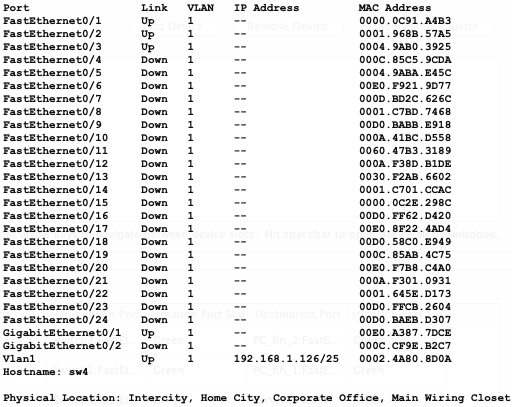 Port Link VLAN IP Address MAC Address
FastEthernet0/1 Up 1 -- 0000.0C91.A4B3
FastEthernet0/2 Up 1 -- 0001.968B.57A5
FastEthernet0/3 Up 1 -- 0004.9AB0.3925
FastEthernet0/4 Down 1 -- 000C.85C5.9CDA
FastEthernet0/5 Down 1 -- 0004.9ABA.E45C
FastEthernet0/6 Down 1 -- 00E0.F921.9D77
FastEthernet0/7 Down 1 -- 000D.BD2C.626C
FastEthernet0/8 Down 1 -- 0001.C7BD.7468
FastEthernet0/9 Down 1 -- 00D0.BABB.E918
FastEthernet0/10 Down 1 -- 000A.41BC.D558
FastEthernet0/11 Down 1 -- 0060.47B3.3189
FastEthernet0/12 Down 1 -- 000A.F38D.B1DE
FastEthernet0/13 Down 1 -- 0030.F2AB.6602
FastEthernet0/14 Down 1 -- 0001.C701.CCAC
FastEthernet0/15 Down 1 -- 0000.0C2E.298C
FastEthernet0/16 Down 1 -- 00D0.FF62.D420
FastEthernet0/17 Down 1 -- 00E0.8F22.4AD4
FastEthernet0/18 Down 1 -- 00D0.58C0.E949
FastEthernet0/19 Down 1 -- 000C.85AB.4C75
FastEthernet0/20 Down 1 -- 00E0.F7B8.C4A0
FastEthernet0/21 Down 1 -- 000A.F301.0931
FastEthernet0/22 Down 1 -- 0001.645E.D173
FastEthernet0/23 Down 1 -- 00D0.FFCB.2604
FastEthernet0/24 Down 1 -- 00D0.BAEB.D307
GigabitEthernet0/1 Up 1 -- 00E0.A387.7DCE
GigabitEthernet0/2 Down 1 -- 000C.CF9E.B2C7
Vlan1 Up 1 192.168.1.126/25 0002.4A80.8D0A
Hostname: sw4
Physical Location: Intercity, Home City, Corporate Office, Main Wiring Closet